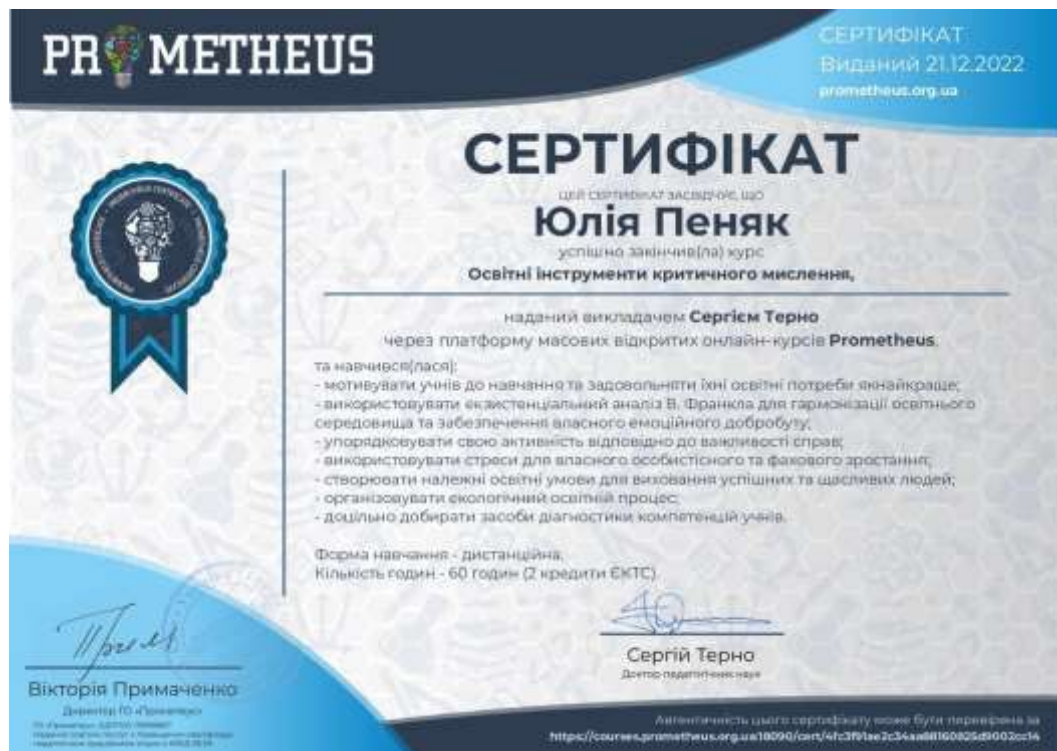 PROMETHEUS
СЕРТИФІКАТ
Виданий 21.12.2022
prometheus.org.ua
СЕРТИФІКАТ
ЦЕЙ СЕРТИФІКАТ ЗАСВІДЧУЄ, ЩО
Юлія Пеняк
успішно закінчив(ла) курс
Освітні інструменти критичного мислення,
наданий викладачем Сергієм Терно
через платформу масових відкритих онлайн-курсів Prometheus.
та навчився(лася):
- мотивувати учнів до навчання та задовольняти їхні освітні потреби якнайкраще;
- використовувати екзистенціальний аналіз В. Франкла для гармонізації освітнього
середовища та забезпечення власного емоційного добробуту;
- упорядковувати свою активність відповідно до важливості справ;
- використовувати стреси для власного особистісного та фахового зростання;
- створювати належні освітні умови для виховання успішних та щасливих людей;
- організовувати екологічний освітній процес;
- доцільно добирати засоби діагностики компетенцій учнів.
Форма навчання - дистанційна.
Кількість годин - 60 годин (2 кредити ЄКТС)
Сергій Терно
Доктор педагогічних наук
Вікторія Примаченко
Директор ГО «Прометеус»
Автентичність цього сертифікату може бути перевірена за